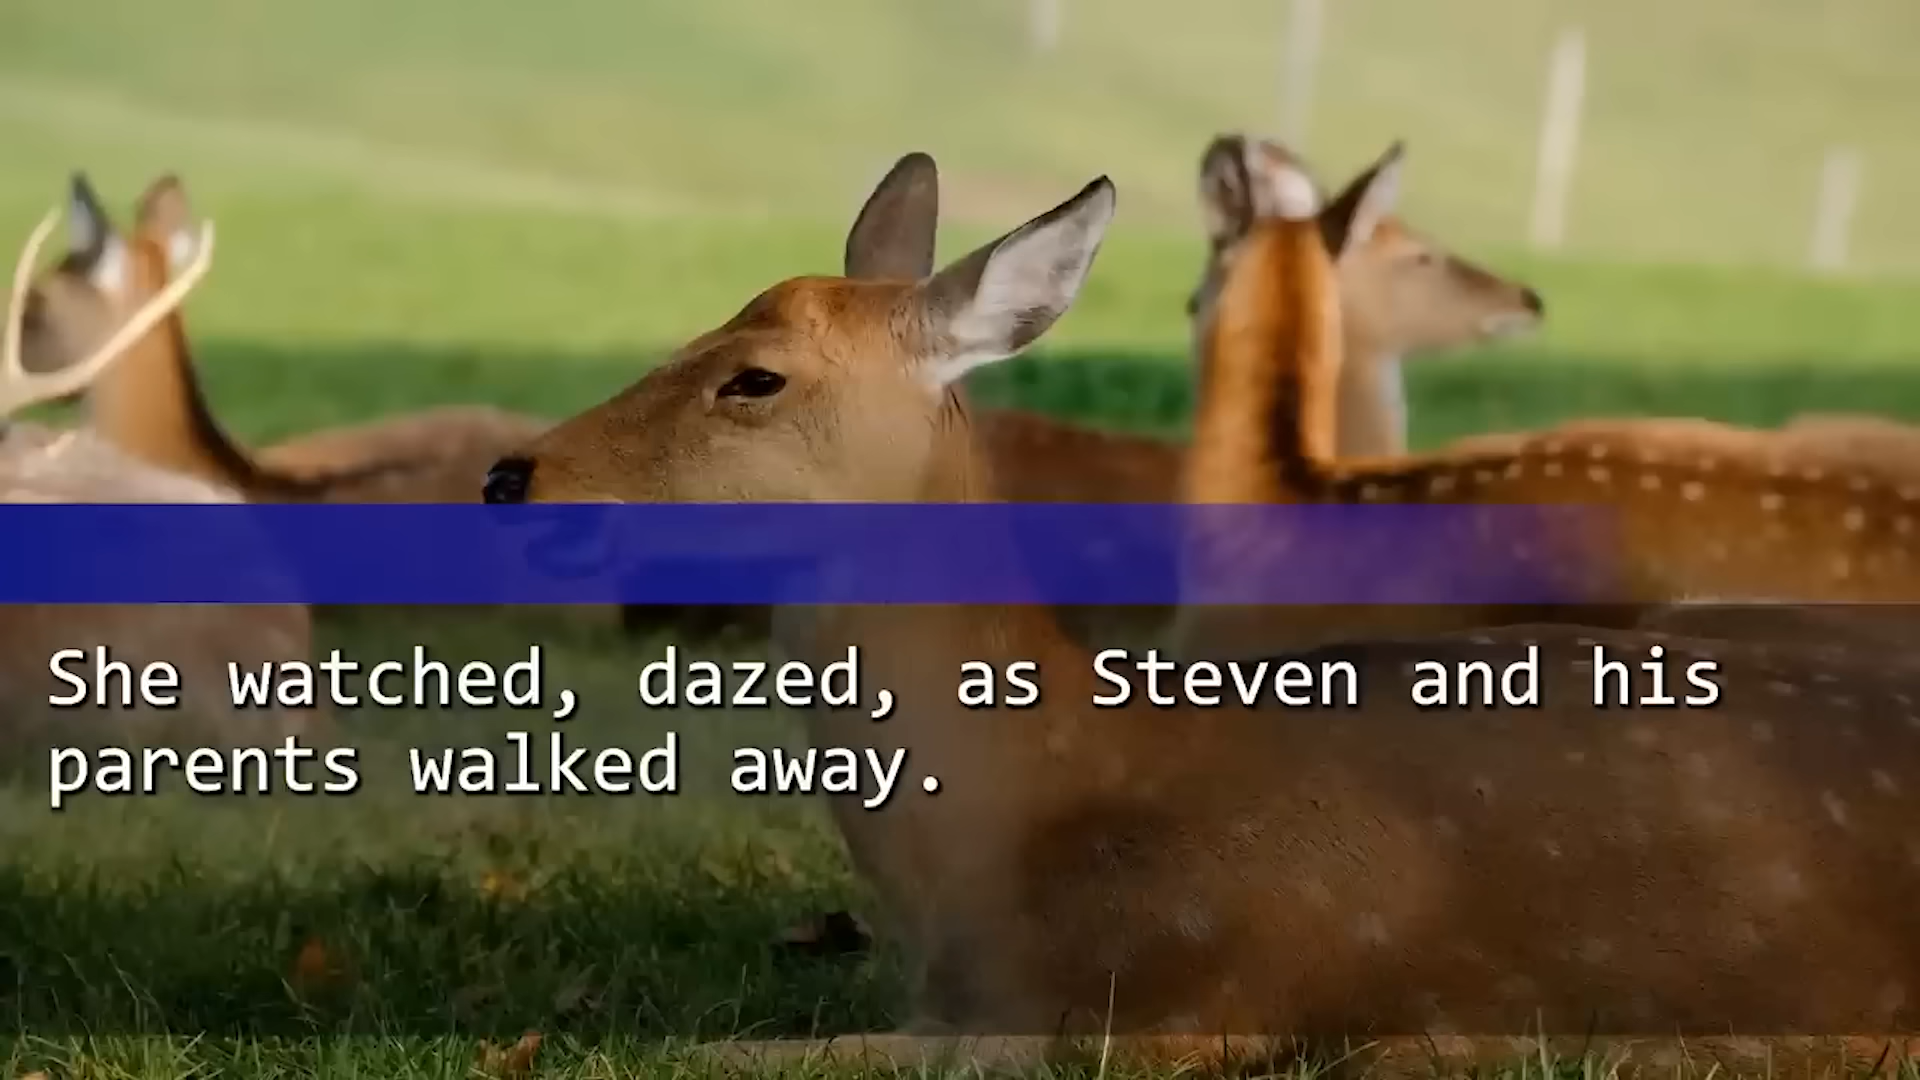 She watched, dazed, as Steven and his
parents walked away.